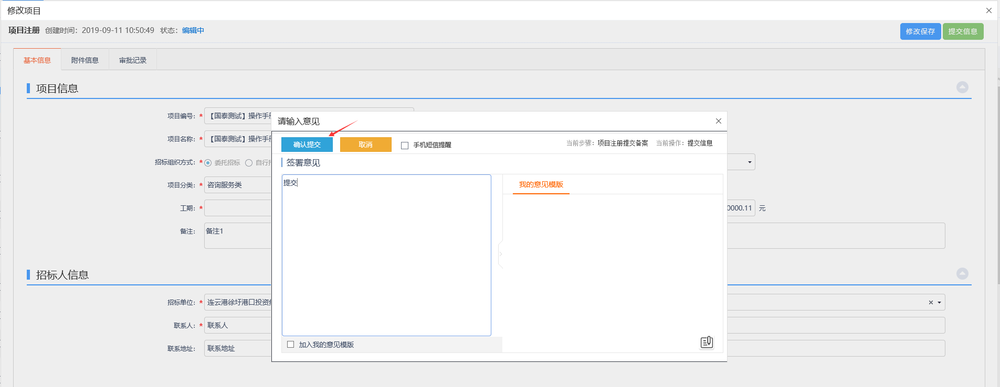 修改项目
项目注册 创建时间：2019-09-11 10:50:49 状态：编辑中
修改保存 提交信息
基本信息 附件信息 审批记录
项目信息
项目编号：* 【国泰测试】操作手
项目名称：* 【国泰测试】操作手
招标组织方式：* 委托招标 自行
项目分类：* 咨询服务类
工期：* 0000.11 元
备注： 备注1
招标人信息
招标单位：* 连云港徐圩港口投资
联系人：* 联系人
联系地址： 联系地址
请输入意见
确认提交 取消 手机短信提醒 当前步骤：项目注册提交备案 当前操作：提交信息
签署意见
提交
我的意见模版
加入我的意见模版